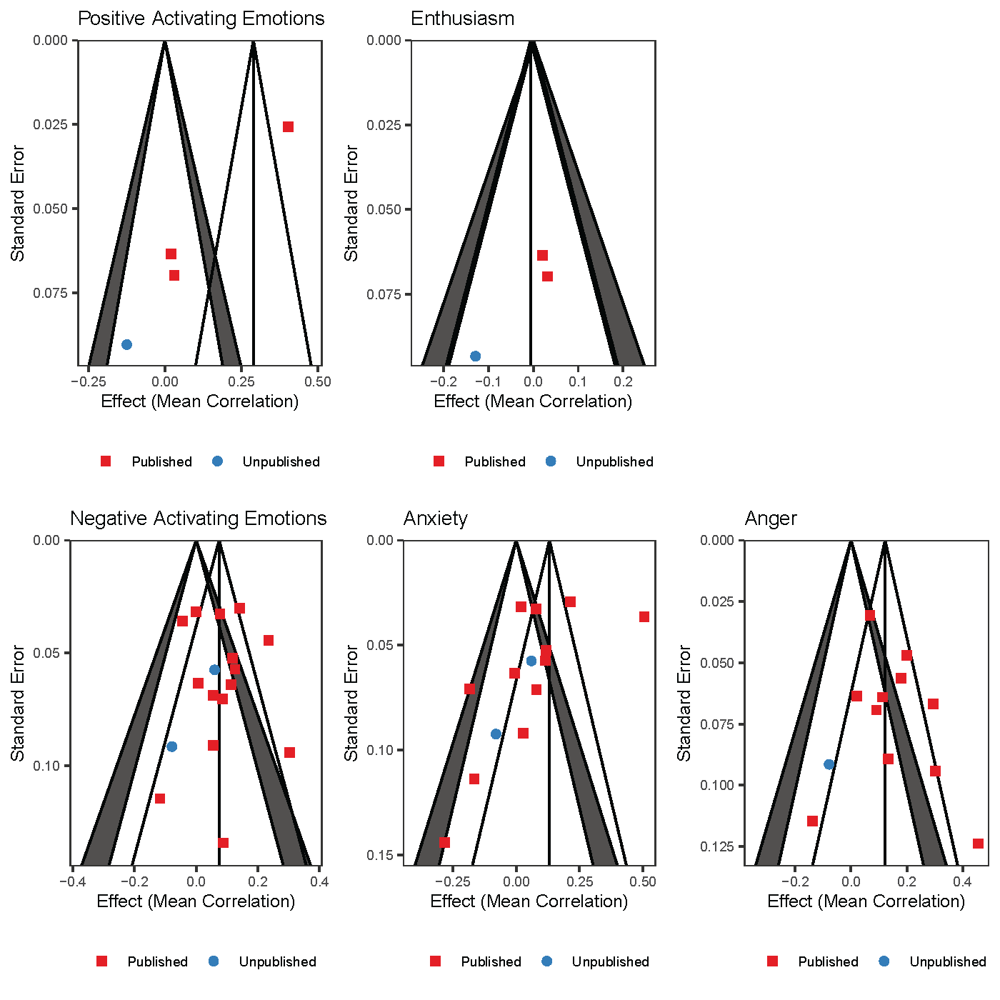 Positive Activating Emotions
0.000
0.025
0.050
0.075
Standard Error
−0.25 0.00 0.25 0.50
Effect (Mean Correlation)
Published Unpublished
Enthusiasm
0.000
0.025
0.050
0.075
Standard Error
−0.2 −0.1 0.0 0.1 0.2
Effect (Mean Correlation)
Published Unpublished
Negative Activating Emotions
0.00
0.05
0.10
Standard Error
−0.4 −0.2 0.0 0.2 0.4
Effect (Mean Correlation)
Published Unpublished
Anxiety
0.00
0.05
0.10
0.15
Standard Error
−0.25 0.00 0.25 0.50
Effect (Mean Correlation)
Published Unpublished
Anger
0.000
0.025
0.050
0.075
0.100
0.125
Standard Error
−0.2 0.0 0.2 0.4
Effect (Mean Correlation)
Published Unpublished